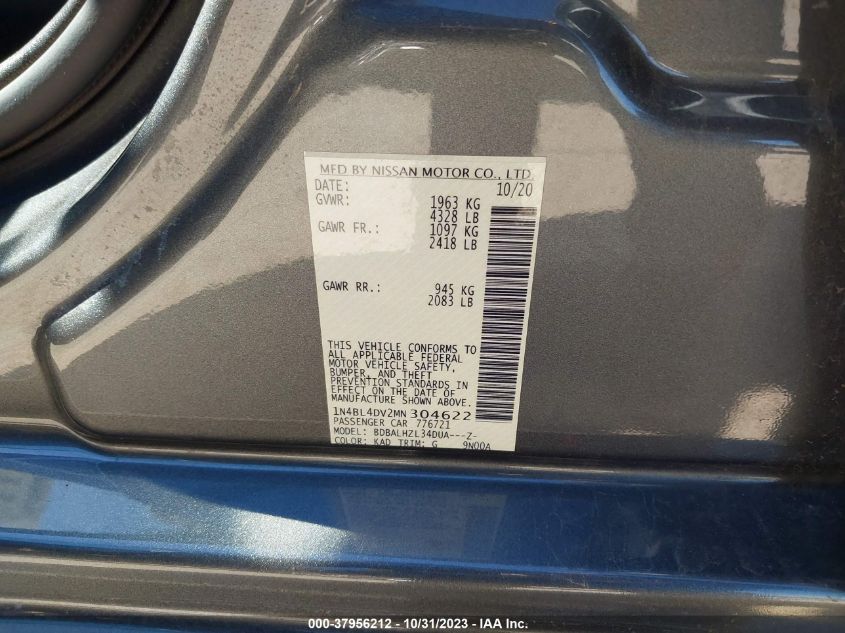 MFD BY NISSAN MOTOR CO., LTD.
DATE: 10/20
GVWR: 1963 KG
4328 LB
GAWR FR.: 1097 KG
2418 LB
GAWR RR.: 945 KG
2083 LB
THIS VEHICLE CONFORMS TO
ALL APPLICABLE FEDERAL
MOTOR VEHICLE SAFETY,
BUMPER, AND THEFT
PREVENTION STANDARDS IN
EFFECT ON THE DATE OF
MANUFACTURE SHOWN ABOVE.
1N4BL4DV2MN304622
PASSENGER CAR 776721
MODEL: BDBALHZL34DUA---Z-
COLOR: KAD TRIM: G 9N00A
000-37956212 - 10/31/2023 - IAA Inc.